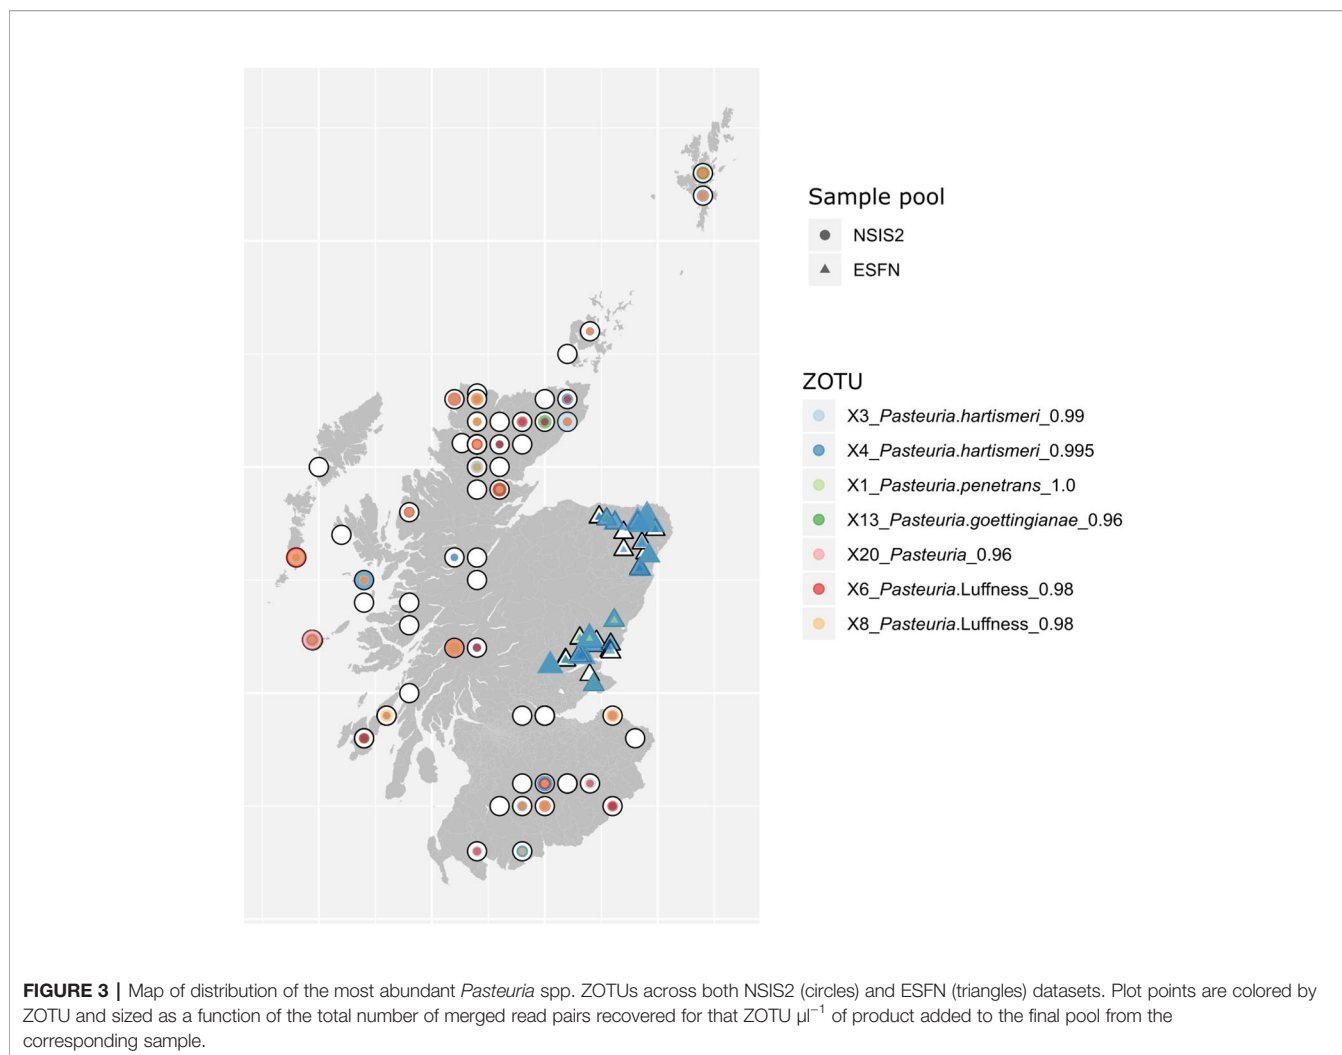 Sample pool
NSIS2
ESFN
ZOTU
X3_Pasteuria.hartismeri_0.99
X4_Pasteuria.hartismeri_0.995
X1_Pasteuria.penetrans_1.0
X13_Pasteuria.goettingianae_0.96
X20_Pasteuria_0.96
X6_Pasteuria.Luffness_0.98
X8_Pasteuria.Luffness_0.98
FIGURE 3 | Map of distribution of the most abundant Pasteuria spp. ZOTUs across both NSIS2 (circles) and ESFN (triangles) datasets. Plot points are colored by
ZOTU and sized as a function of the total number of merged read pairs recovered for that ZOTU µl⁻¹ of product added to the final pool from the
corresponding sample.